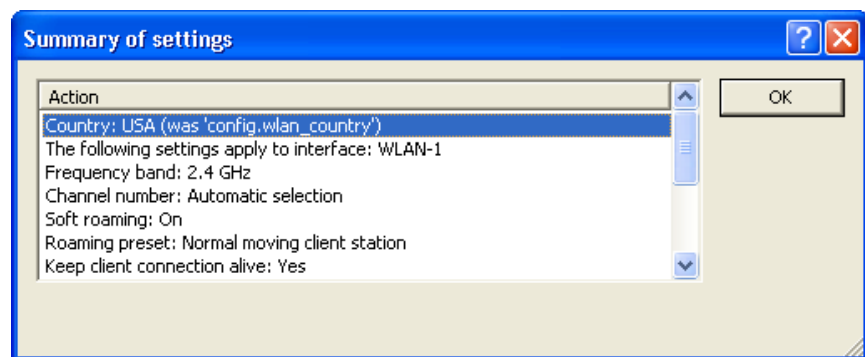 Summary of settings
?
Action
OK
Country: USA (was 'config.wlan_country')
The following settings apply to interface: WLAN-1
Frequency band: 2.4 GHz
Channel number: Automatic selection
Soft roaming: On
Roaming preset: Normal moving client station
Keep client connection alive: Yes